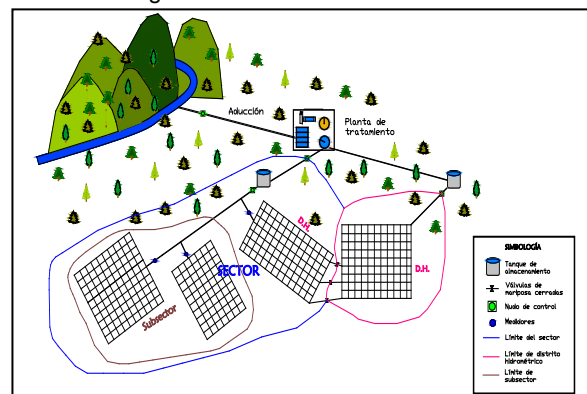 Aducción
Planta de
tratamiento
D.H.
SECTOR
D.H.
Subsector
SIMBOLOGÍA
Tanque de
almacenamiento
Válvulas de
mariposa cerradas
Nudo de control
Medidores
Límite del sector
Límite de distrito
hidrométrico
Límite de
subsector